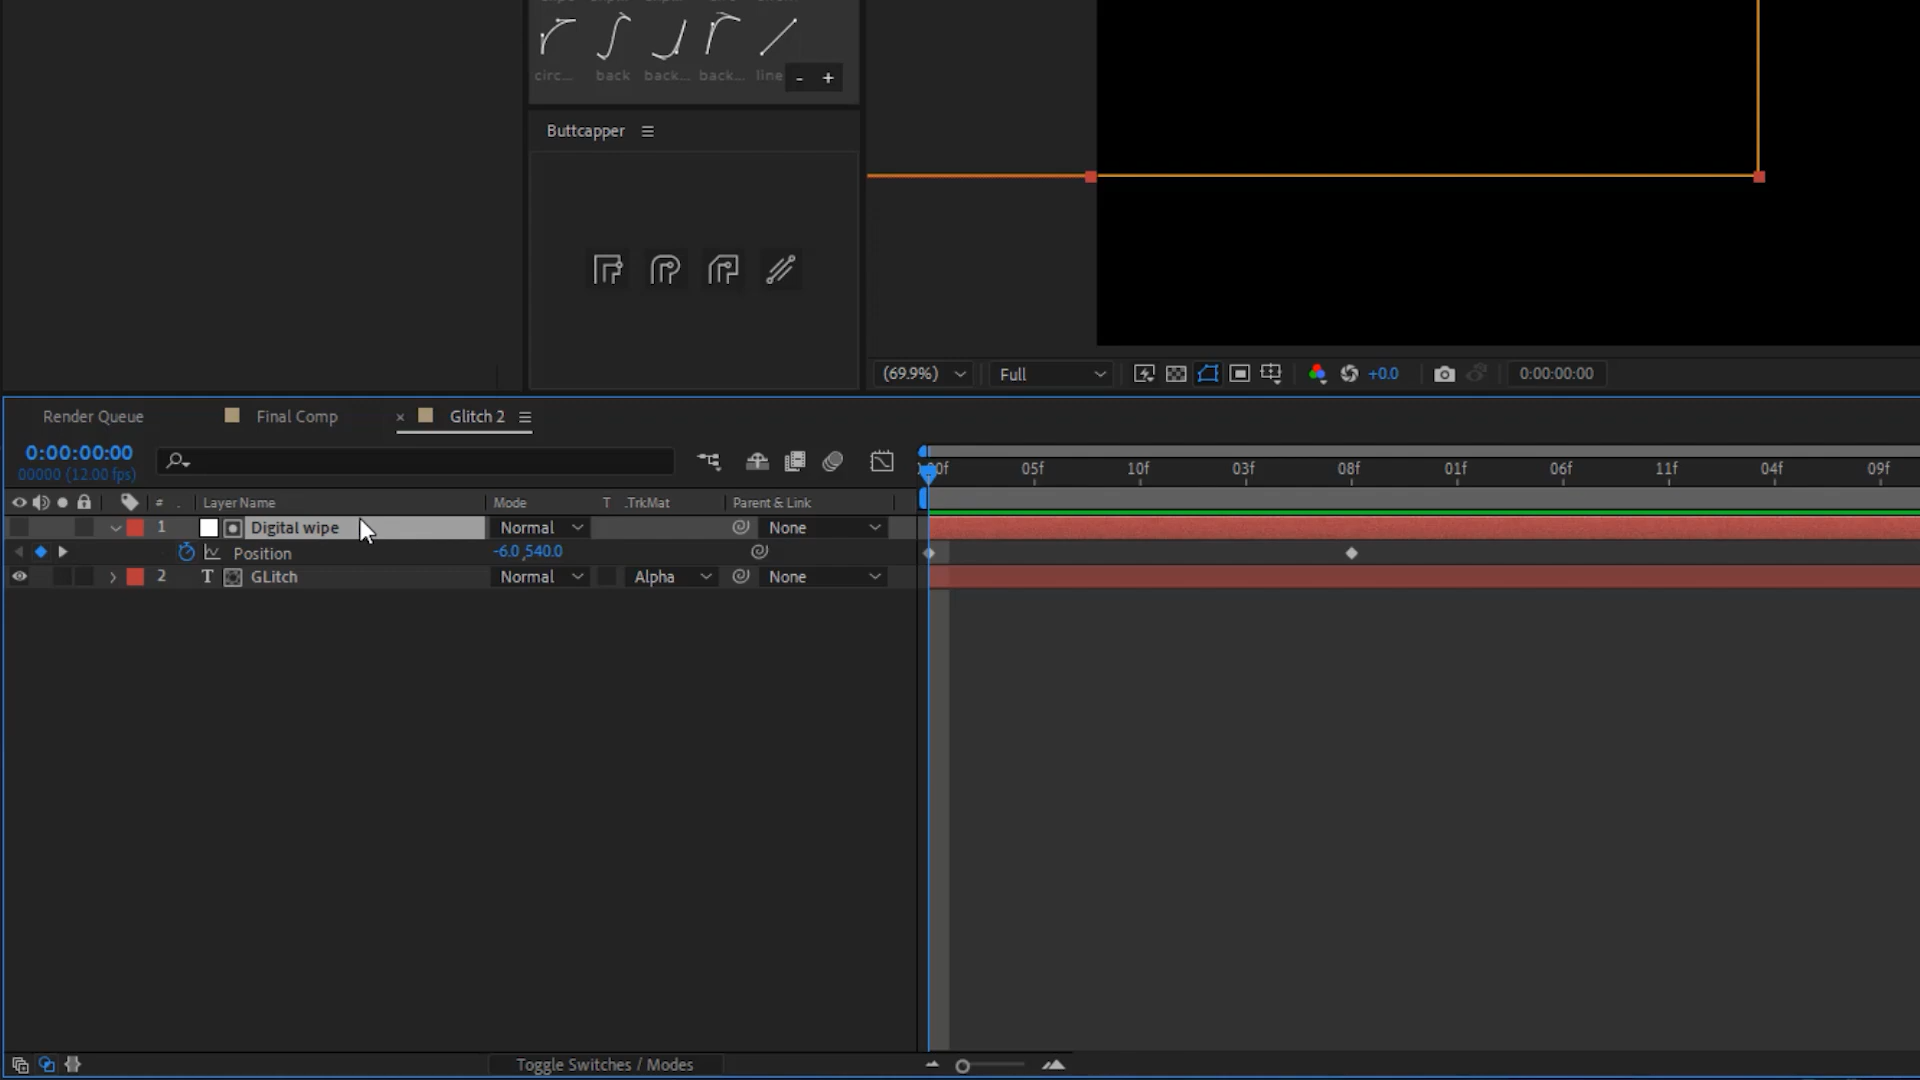 circ... back back... back... line - +
Buttcapper
(69.9%) Full +0.0 0:00:00:00
Render Queue Final Comp × Glitch 2
0:00:00:00
00000 (12.00 fps)
:00f 05f 10f 03f 08f 01f 06f 11f 04f 09f
# . Layer Name Mode T .TrkMat Parent & Link
1 Digital wipe Normal None
Position -6.0,540.0
2 T GLitch Normal Alpha None
Toggle Switches / Modes